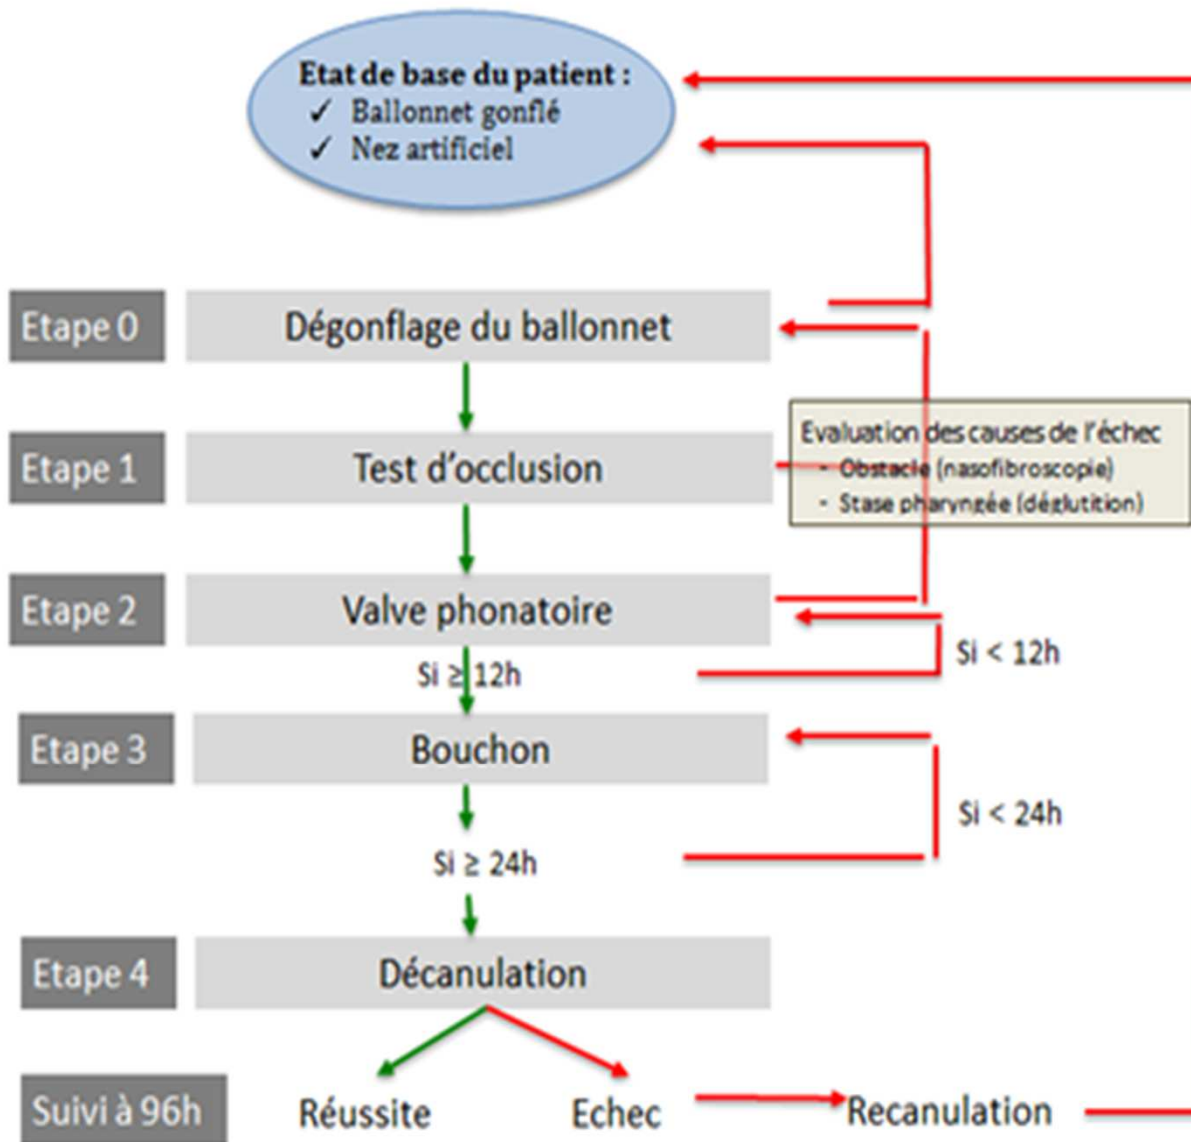 Etat de base du patient :
✓ Ballonnet gonflé
✓ Nez artificiel
Etape 0
Dégonflage du ballonnet
Etape 1
Test d'occlusion
Evaluation des causes de l'échec
- Obstacle (nasofibroscopie)
- Stase pharyngée (déglutition)
Etape 2
Valve phonatoire
Si ≥ 12h
Si < 12h
Etape 3
Bouchon
Si < 24h
Si ≥ 24h
Etape 4
Décanulation
Suivi à 96h
Réussite
Echec
Recanulation